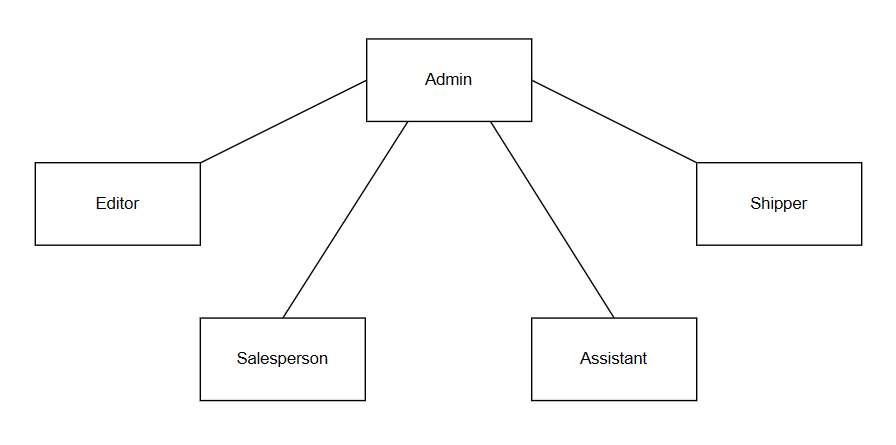 Admin
Editor
Shipper
Salesperson
Assistant